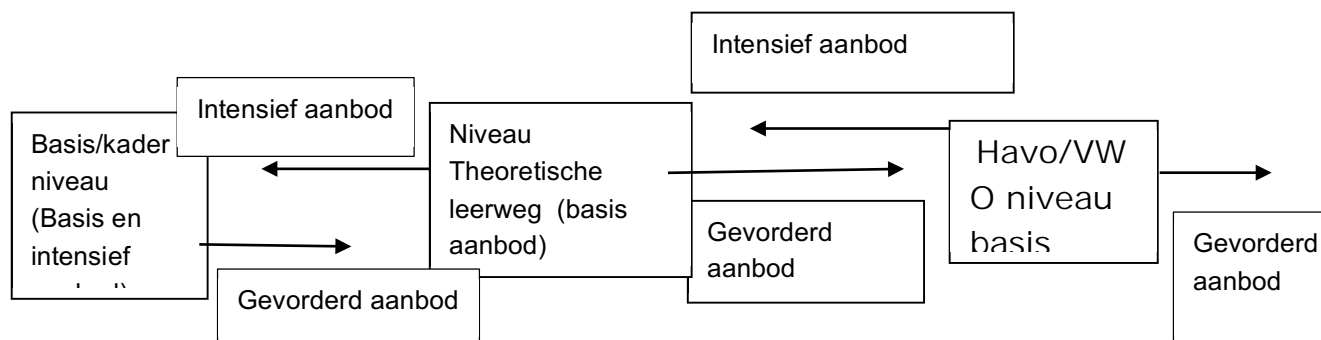 Intensief aanbod
Intensief aanbod
Basis/kader
niveau
(Basis en
intensief
Niveau
Theoretische
leerweg (basis
aanbod)
Havo/VW
O niveau
basis
Gevorderd
aanbod
Gevorderd
aanbod
Gevorderd aanbod